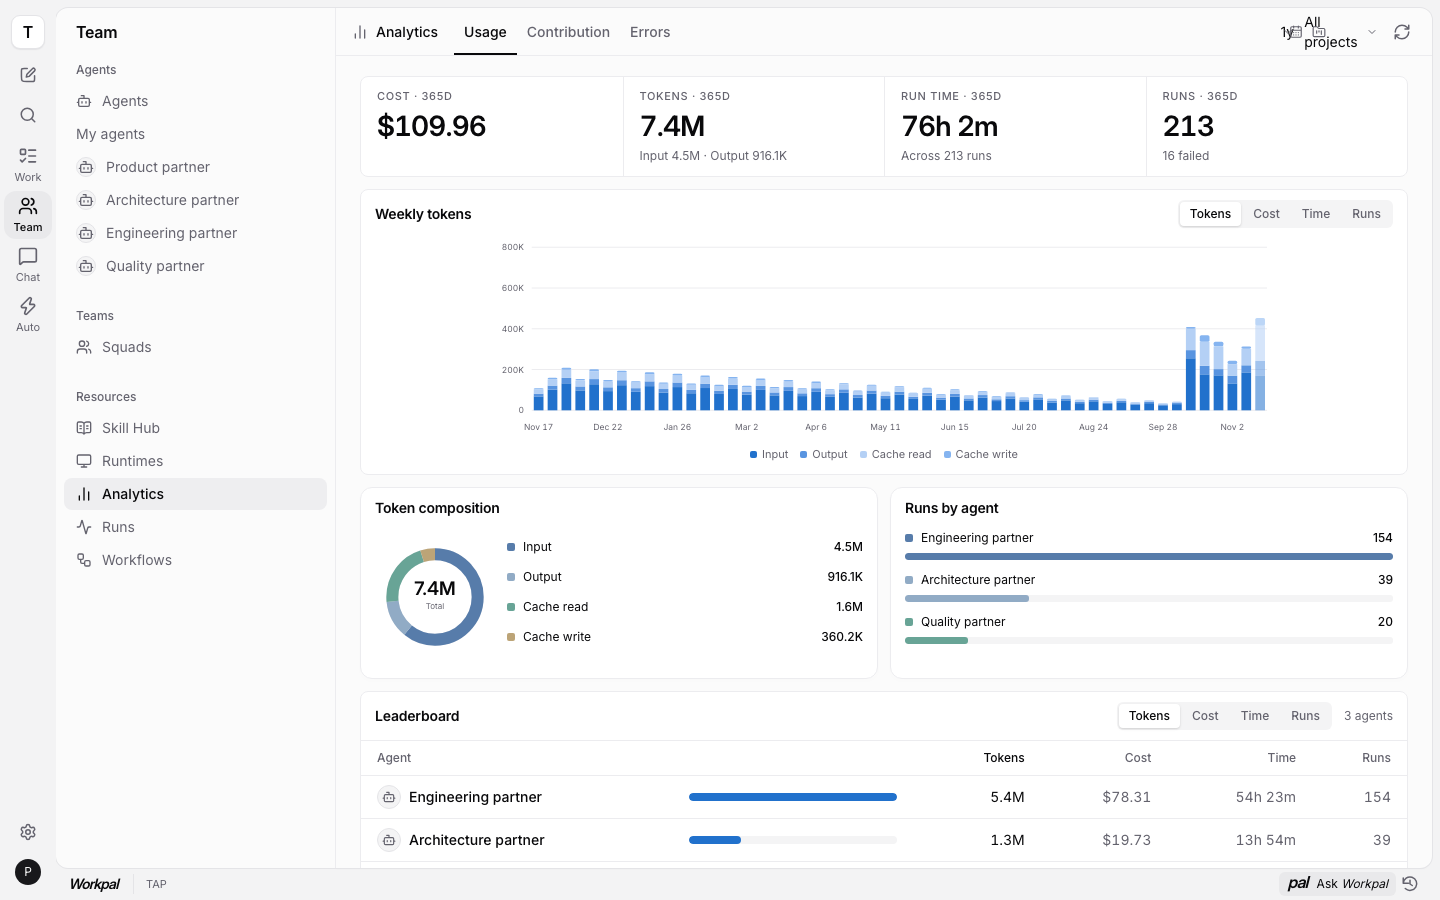 T
Work
Team
Chat
Auto
P
Team
Agents
Agents
My agents
Product partner
Architecture partner
Engineering partner
Quality partner
Teams
Squads
Resources
Skill Hub
Runtimes
Analytics
Runs
Workflows
Analytics Usage Contribution Errors
1y All projects
COST · 365D
$109.96
TOKENS · 365D
7.4M
Input 4.5M · Output 916.1K
RUN TIME · 365D
76h 2m
Across 213 runs
RUNS · 365D
213
16 failed
Weekly tokens
Tokens Cost Time Runs
800K
600K
400K
200K
0
Nov 17 Dec 22 Jan 26 Mar 2 Apr 6 May 11 Jun 15 Jul 20 Aug 24 Sep 28 Nov 2
Input Output Cache read Cache write
Token composition
7.4M
Total
Input 4.5M
Output 916.1K
Cache read 1.6M
Cache write 360.2K
Runs by agent
Engineering partner 154
Architecture partner 39
Quality partner 20
Leaderboard
Tokens Cost Time Runs 3 agents
Agent Tokens Cost Time Runs
Engineering partner 5.4M $78.31 54h 23m 154
Architecture partner 1.3M $19.73 13h 54m 39
Workpal TAP
pal Ask Workpal